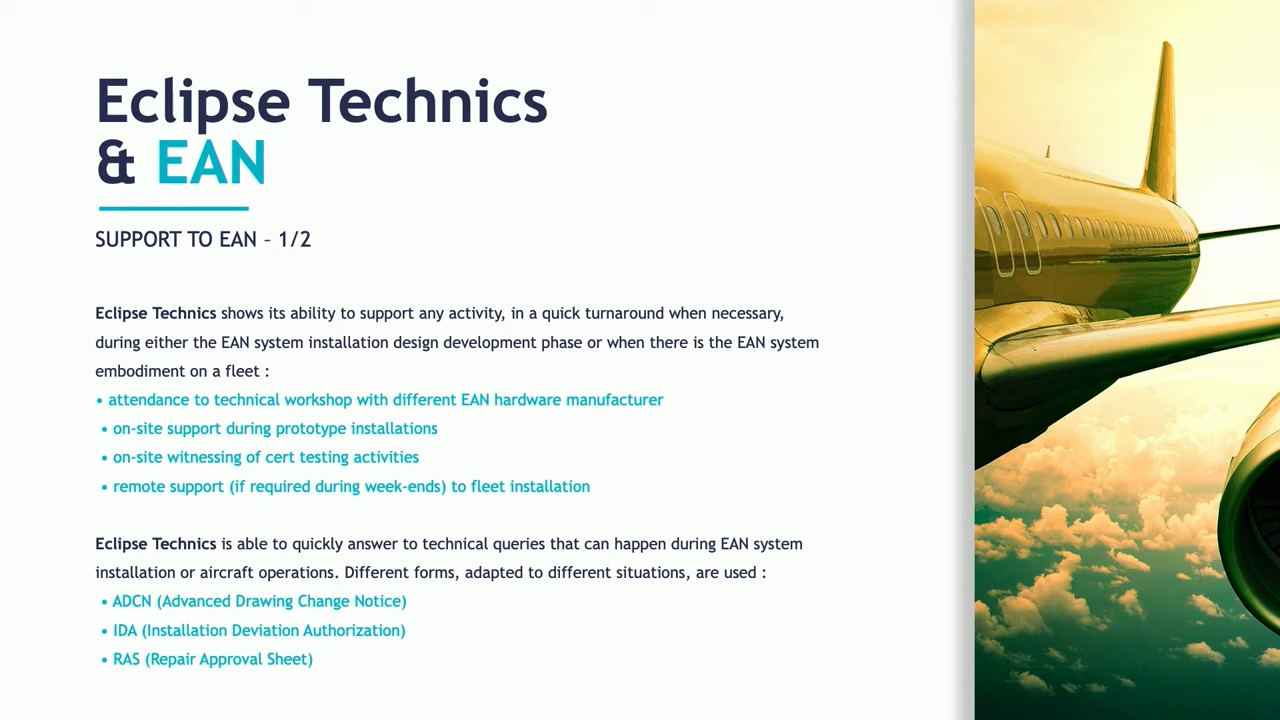 Eclipse Technics
& EAN
SUPPORT TO EAN – 1/2
Eclipse Technics shows its ability to support any activity, in a quick turnaround when necessary,
during either the EAN system installation design development phase or when there is the EAN system
embodiment on a fleet :
• attendance to technical workshop with different EAN hardware manufacturer
• on-site support during prototype installations
• on-site witnessing of cert testing activities
• remote support (if required during week-ends) to fleet installation
Eclipse Technics is able to quickly answer to technical queries that can happen during EAN system
installation or aircraft operations. Different forms, adapted to different situations, are used :
• ADCN (Advanced Drawing Change Notice)
• IDA (Installation Deviation Authorization)
• RAS (Repair Approval Sheet)